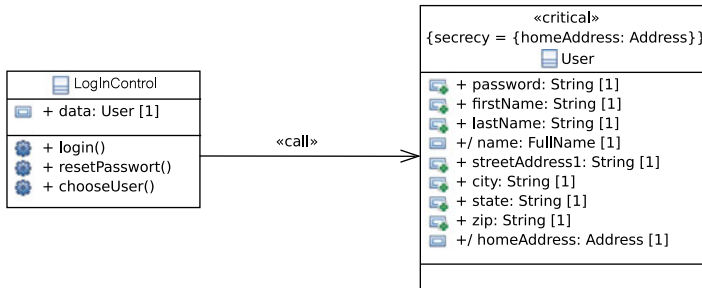 LogInControl
+ data: User [1]
+ login()
+ resetPasswort()
+ chooseUser()
«call»
«critical»
{secrecy = {homeAddress: Address}}
User
+ password: String [1]
+ firstName: String [1]
+ lastName: String [1]
+/ name: FullName [1]
+ streetAddress1: String [1]
+ city: String [1]
+ state: String [1]
+ zip: String [1]
+/ homeAddress: Address [1]